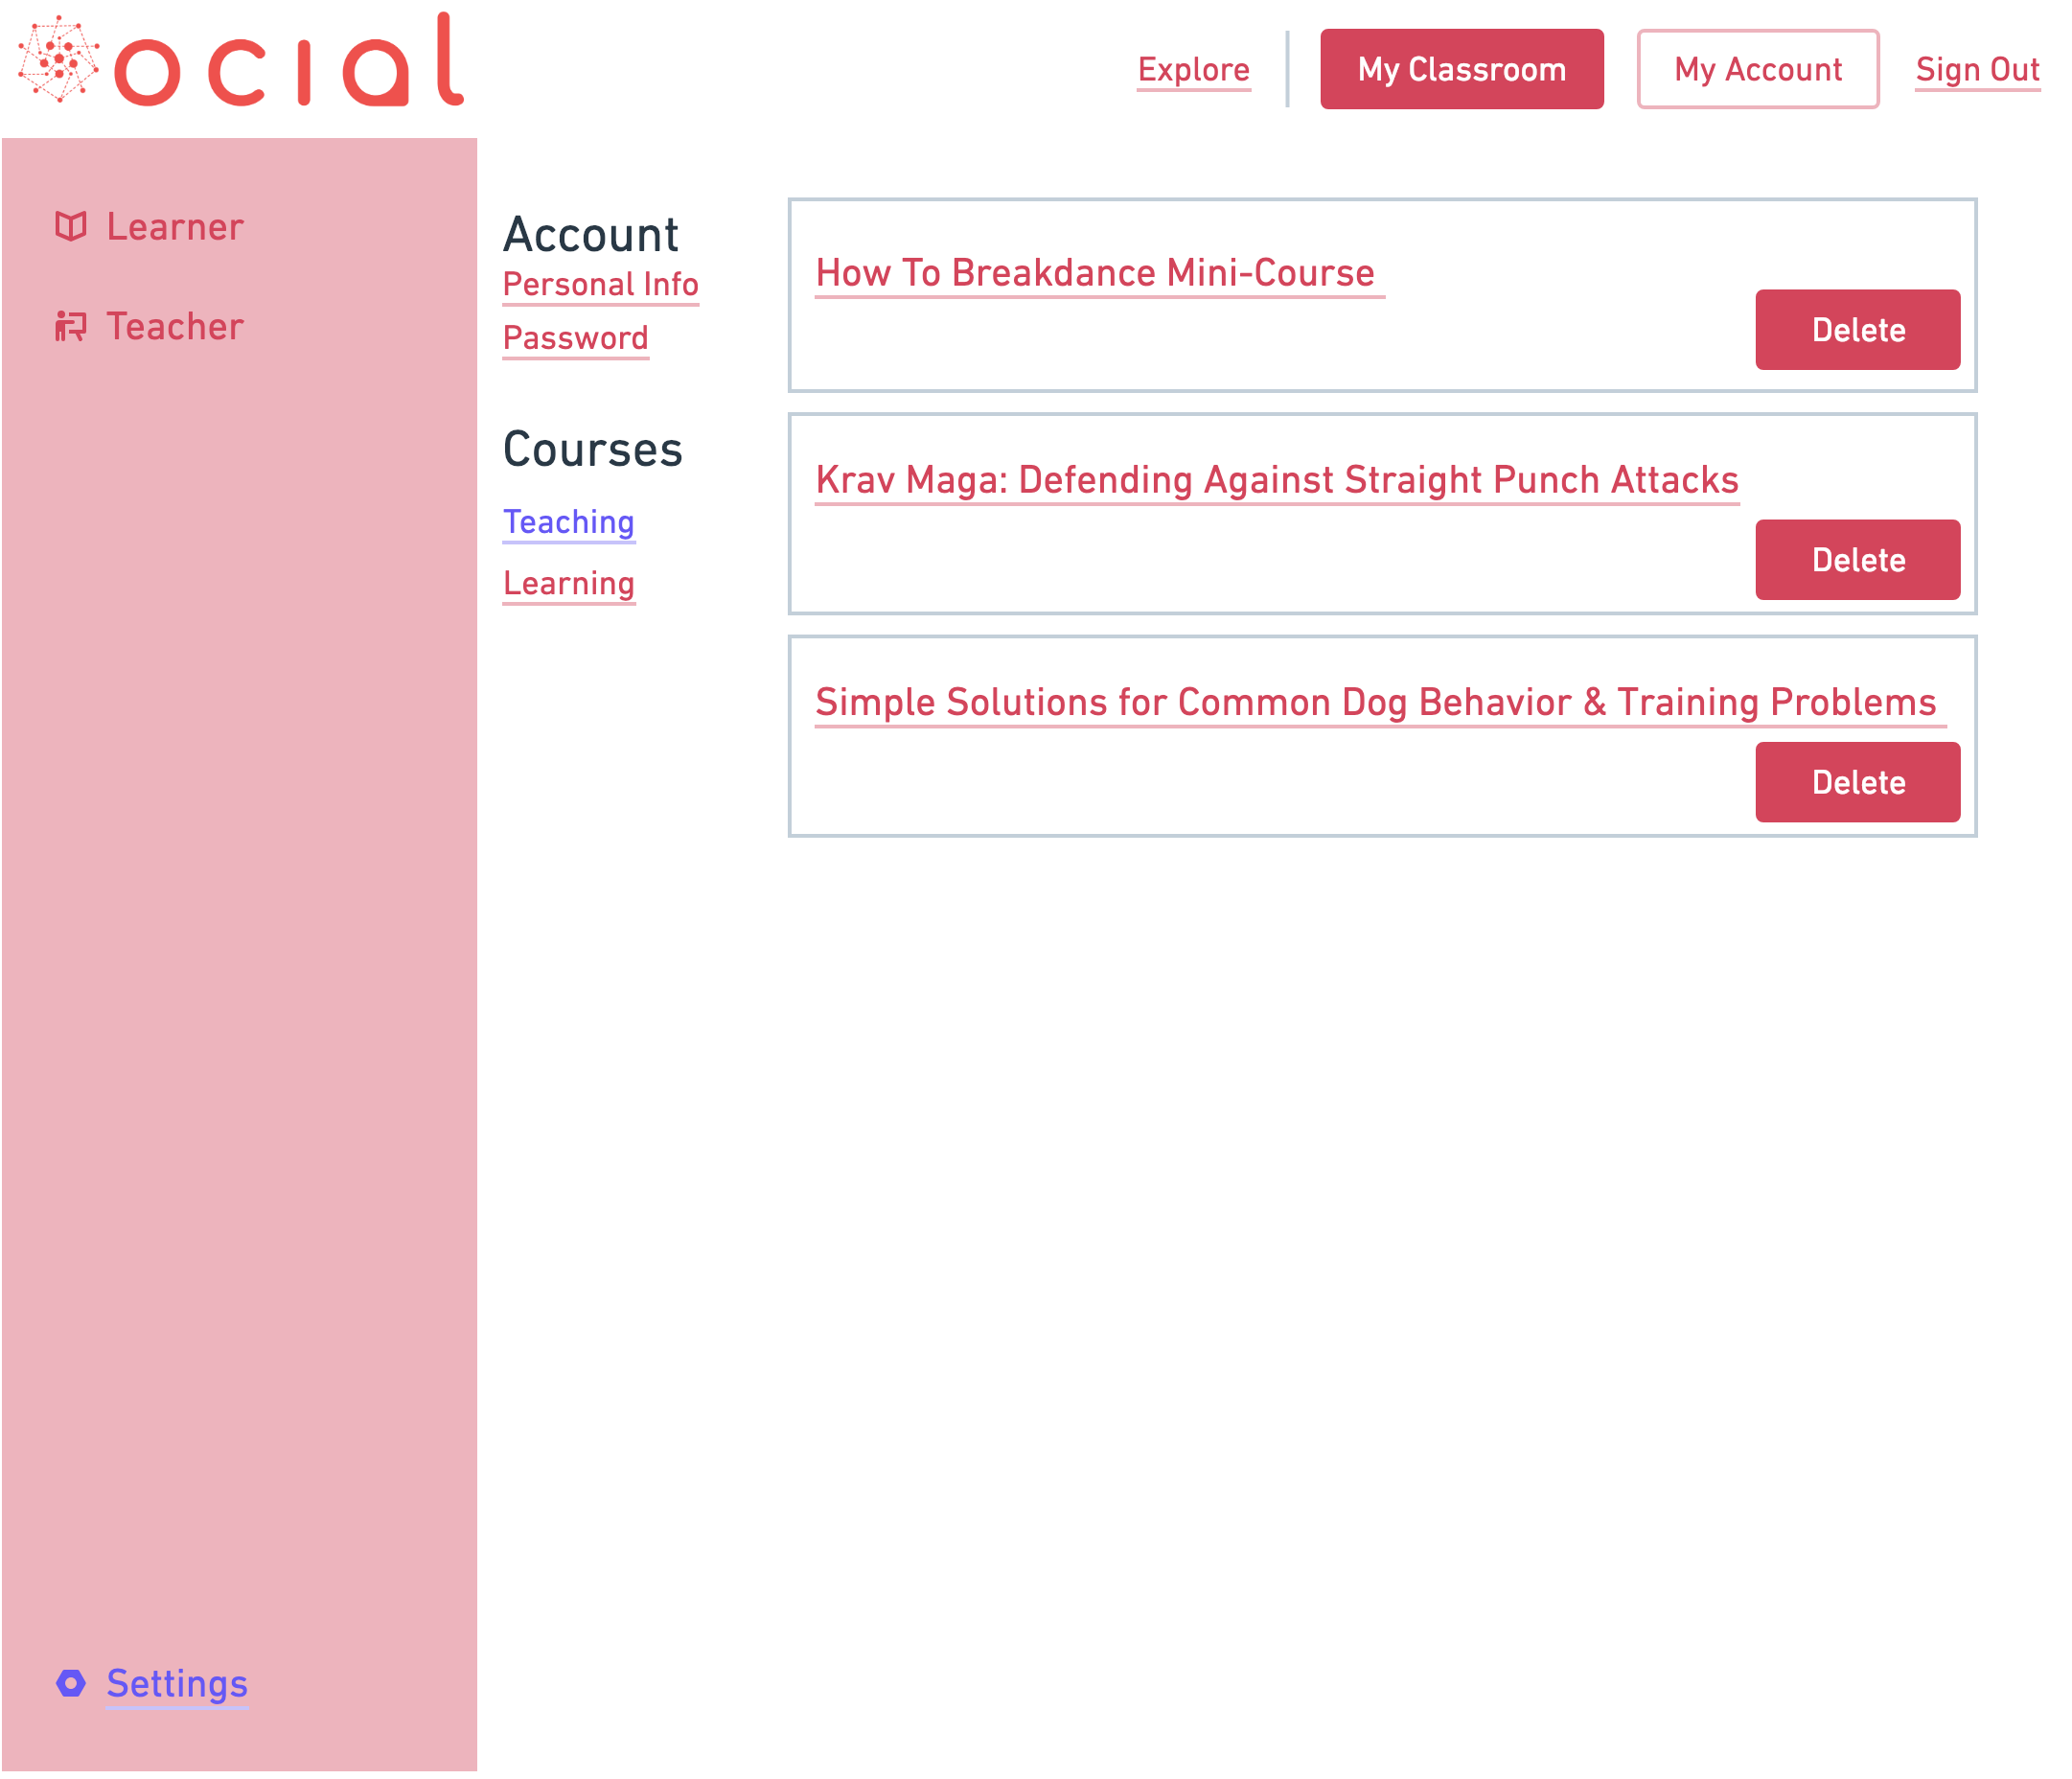 ocial
Explore
My Classroom
My Account
Sign Out
Learner
Teacher
Settings
Account
Personal Info
Password
Courses
Teaching
Learning
How To Breakdance Mini-Course
Delete
Krav Maga: Defending Against Straight Punch Attacks
Delete
Simple Solutions for Common Dog Behavior & Training Problems
Delete